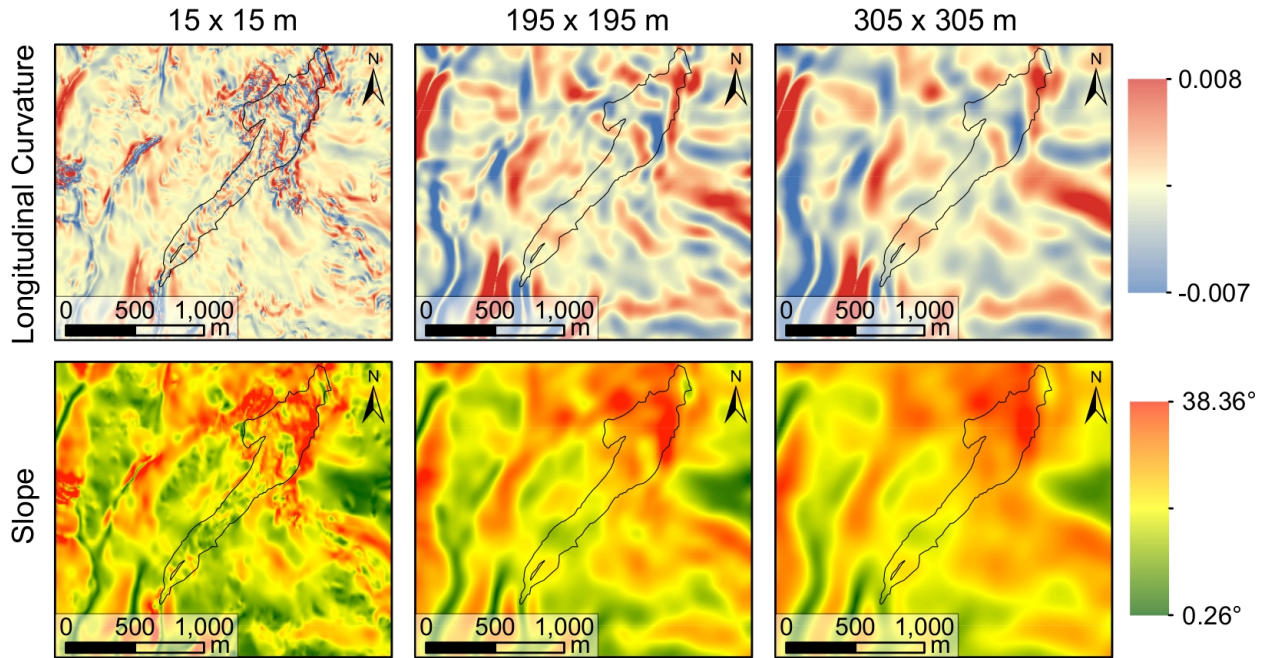 15 x 15 m 195 x 195 m 305 x 305 m
Longitudinal Curvature
N N N
0 500 1,000 m 0 500 1,000 m 0 500 1,000 m
0.008
-0.007
Slope
N N N
0 500 1,000 m 0 500 1,000 m 0 500 1,000 m
38.36°
0.26°